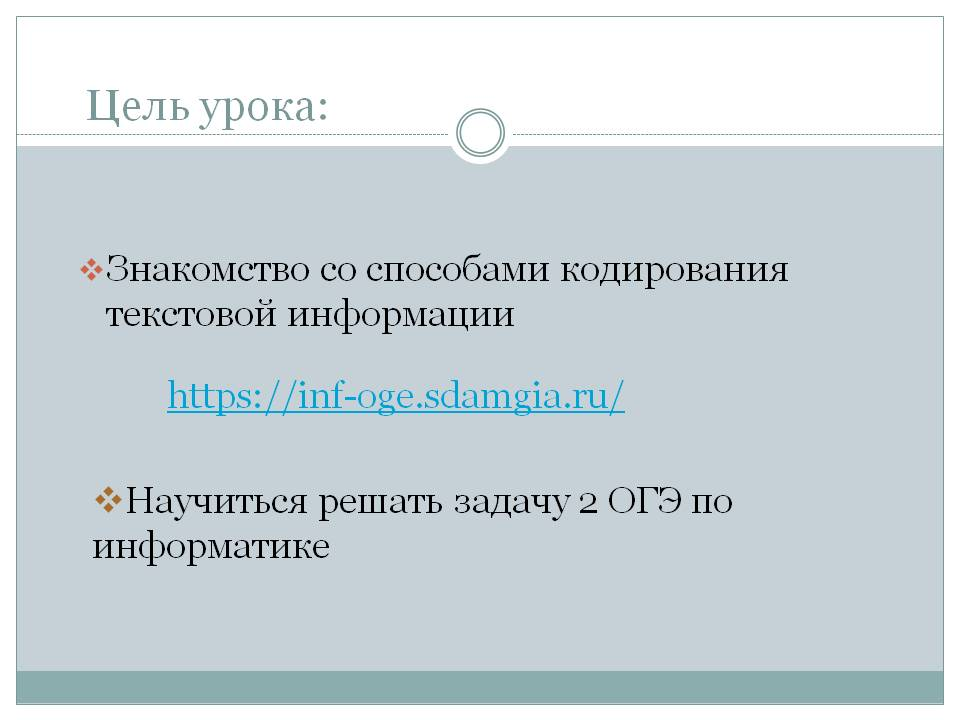 Цель урока:
Знакомство со способами кодирования
текстовой информации
https://inf-oge.sdamgia.ru/
Научиться решать задачу 2 ОГЭ по
информатике